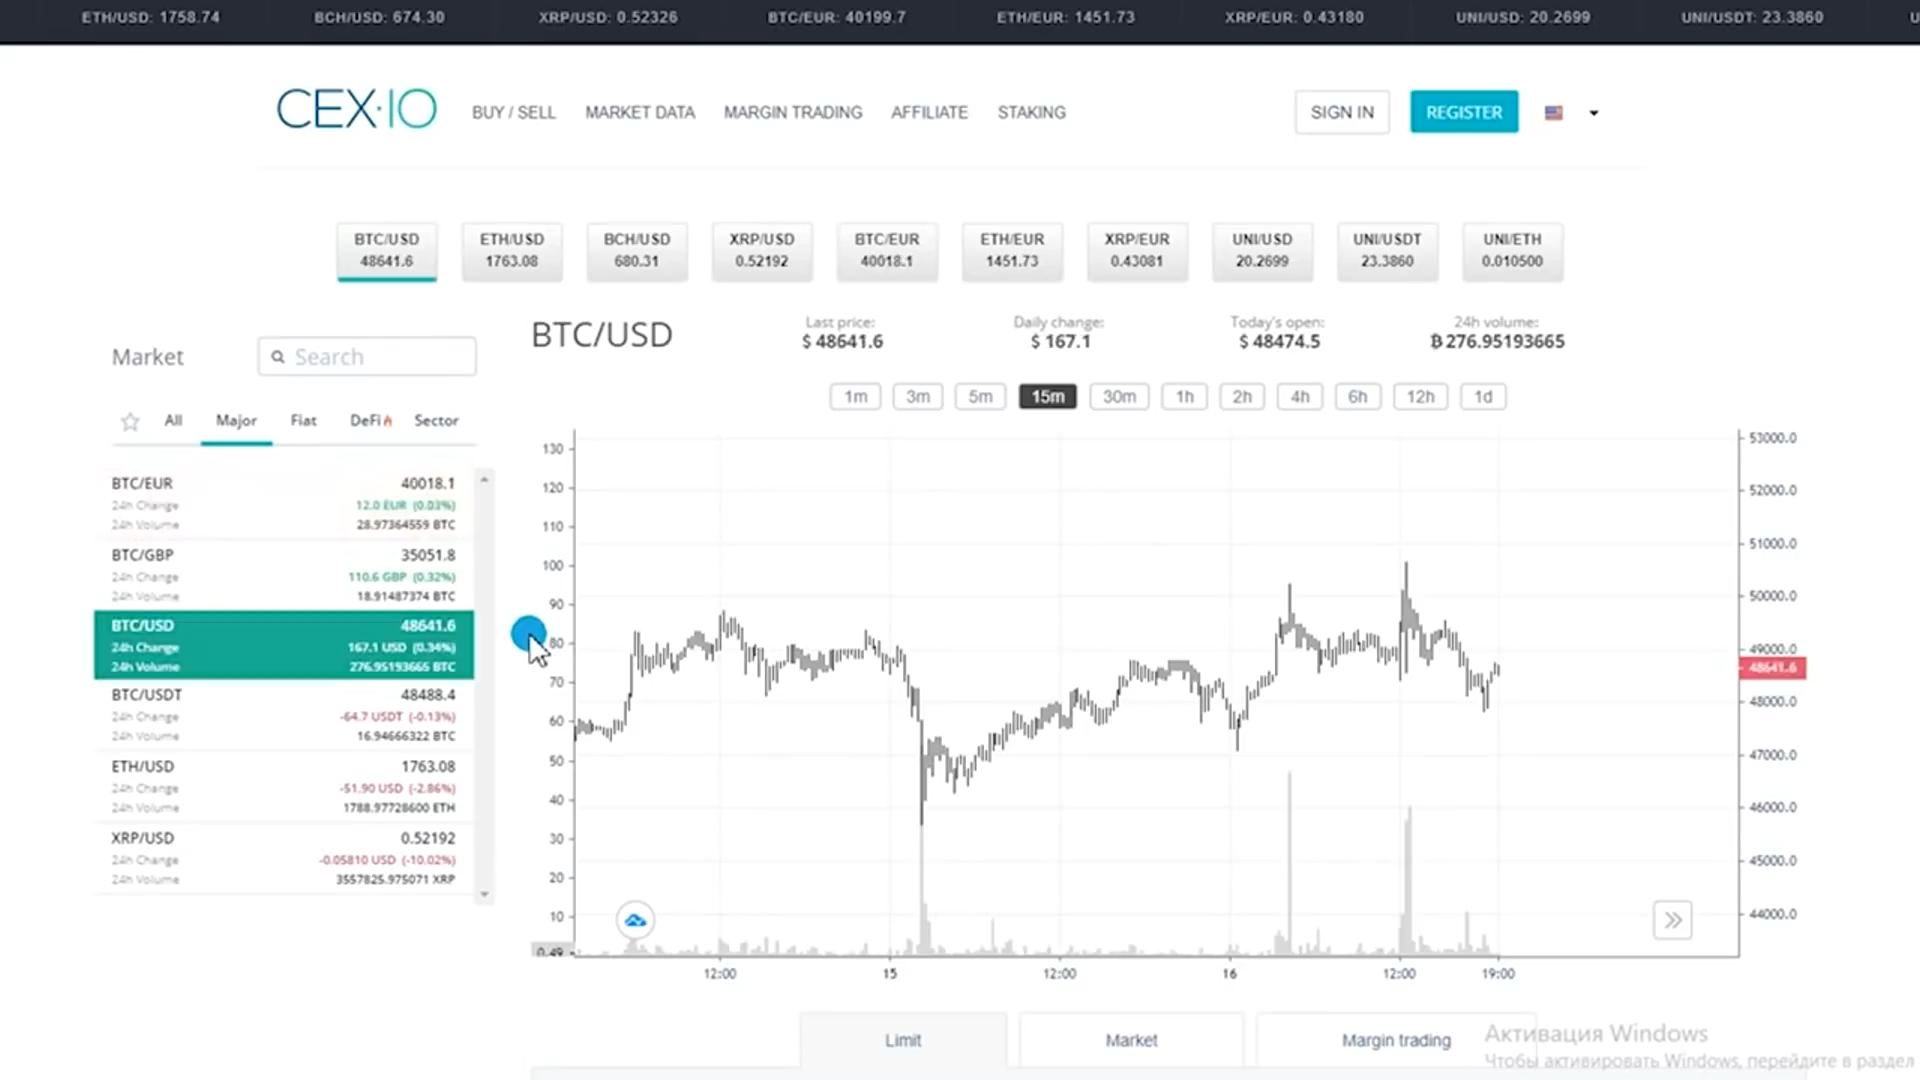 ETH/USD: 1758.74 BCH/USD: 674.30 XRP/USD: 0.52326 BTC/EUR: 40199.7 ETH/EUR: 1451.73 XRP/EUR: 0.43180 UNI/USD: 20.2699 UNI/USDT: 23.3860
CEX·IO BUY / SELL MARKET DATA MARGIN TRADING AFFILIATE STAKING SIGN IN REGISTER
BTC/USD ETH/USD BCH/USD XRP/USD BTC/EUR ETH/EUR XRP/EUR UNI/USD UNI/USDT UNI/ETH
48641.6 1763.08 680.31 0.52192 40018.1 1451.73 0.43081 20.2699 23.3860 0.010500
BTC/USD
Last price: Daily change: Today's open: 24h volume:
$ 48641.6 $ 167.1 $ 48474.5 ₿276.95193665
Market Search
1m 3m 5m 15m 30m 1h 2h 4h 6h 12h 1d
All Major Fiat DeFi Sector
BTC/EUR 40018.1
24h Change 12.0 EUR (0.03%)
24h Volume 28.97364559 BTC
BTC/GBP 35051.8
24h Change 110.6 GBP (0.32%)
24h Volume 18.91487374 BTC
BTC/USD 48641.6
24h Change 167.1 USD (0.34%)
24h Volume 276.95193665 BTC
BTC/USDT 48488.4
24h Change -64.7 USDT (-0.13%)
24h Volume 16.94666322 BTC
ETH/USD 1763.08
24h Change -51.90 USD (-2.86%)
24h Volume 1788.97728600 ETH
XRP/USD 0.52192
24h Change -0.05810 USD (-10.02%)
24h Volume 3557825.975071 XRP
130
120
110
100
90
80
70
60
50
40
30
20
10
0.49
53000.0
52000.0
51000.0
50000.0
49000.0
48641.6
48000.0
47000.0
46000.0
45000.0
44000.0
12:00 15 12:00 16 12:00 19:00
Limit Market Margin trading
Активация Windows
Чтобы активировать Windows, перейдите в раздел